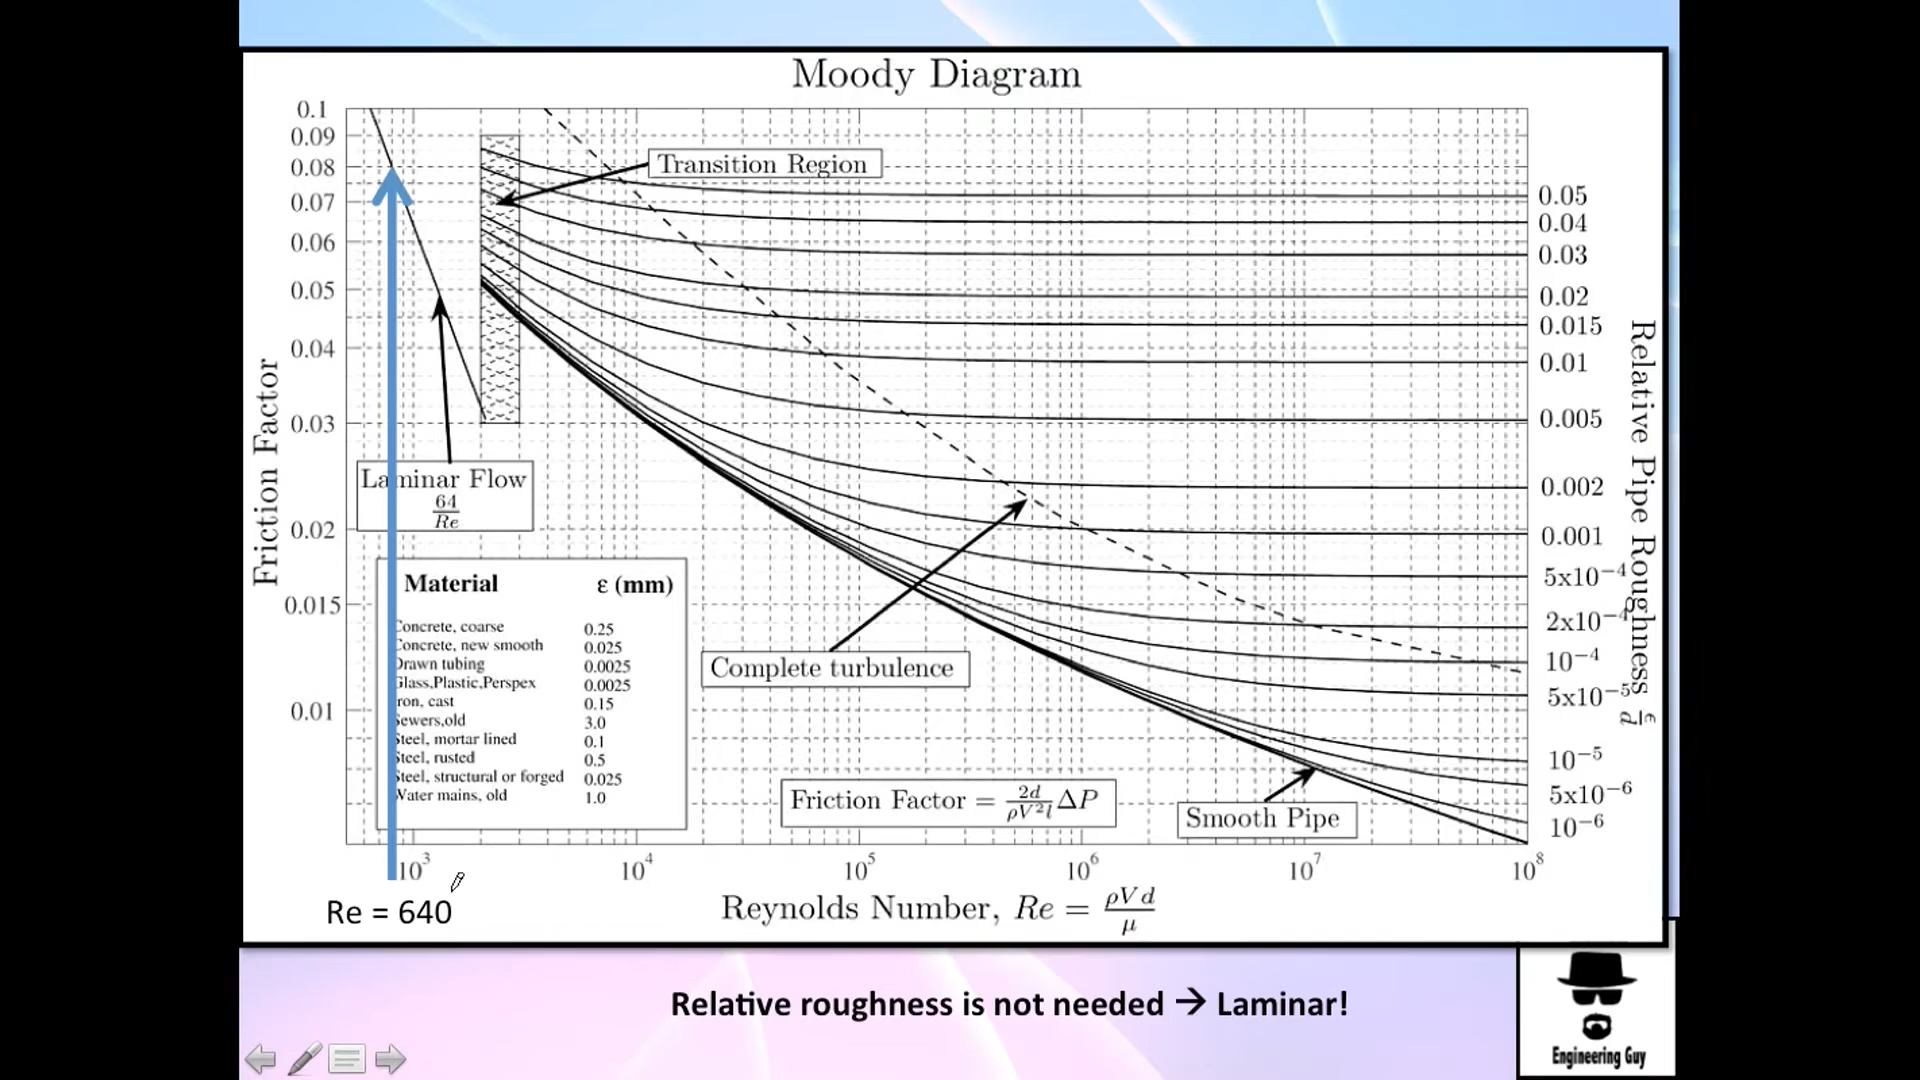 Moody Diagram
0.1
0.09
0.08
0.07
0.06
0.05
0.04
0.03
0.02
0.015
0.01
Friction Factor
Transition Region
Laminar Flow
64
Re
Material ε (mm)
Concrete, coarse 0.25
Concrete, new smooth 0.025
Drawn tubing 0.0025
Glass,Plastic,Perspex 0.0025
Iron, cast 0.15
Sewers,old 3.0
Steel, mortar lined 0.1
Steel, rusted 0.5
Steel, structural or forged 0.025
Water mains, old 1.0
Complete turbulence
Friction Factor = 2d/ρV²l ΔP
Smooth Pipe
0.05
0.04
0.03
0.02
0.015
0.01
0.005
0.002
0.001
5x10⁻⁴
2x10⁻⁴
10⁻⁴
5x10⁻⁵
10⁻⁵
5x10⁻⁶
10⁻⁶
Relative Pipe Roughness ϵ/d
10³ 10⁴ 10⁵ 10⁶ 10⁷ 10⁸
Re = 640
Reynolds Number, Re = ρVd/μ
Relative roughness is not needed → Laminar!
Engineering Guy